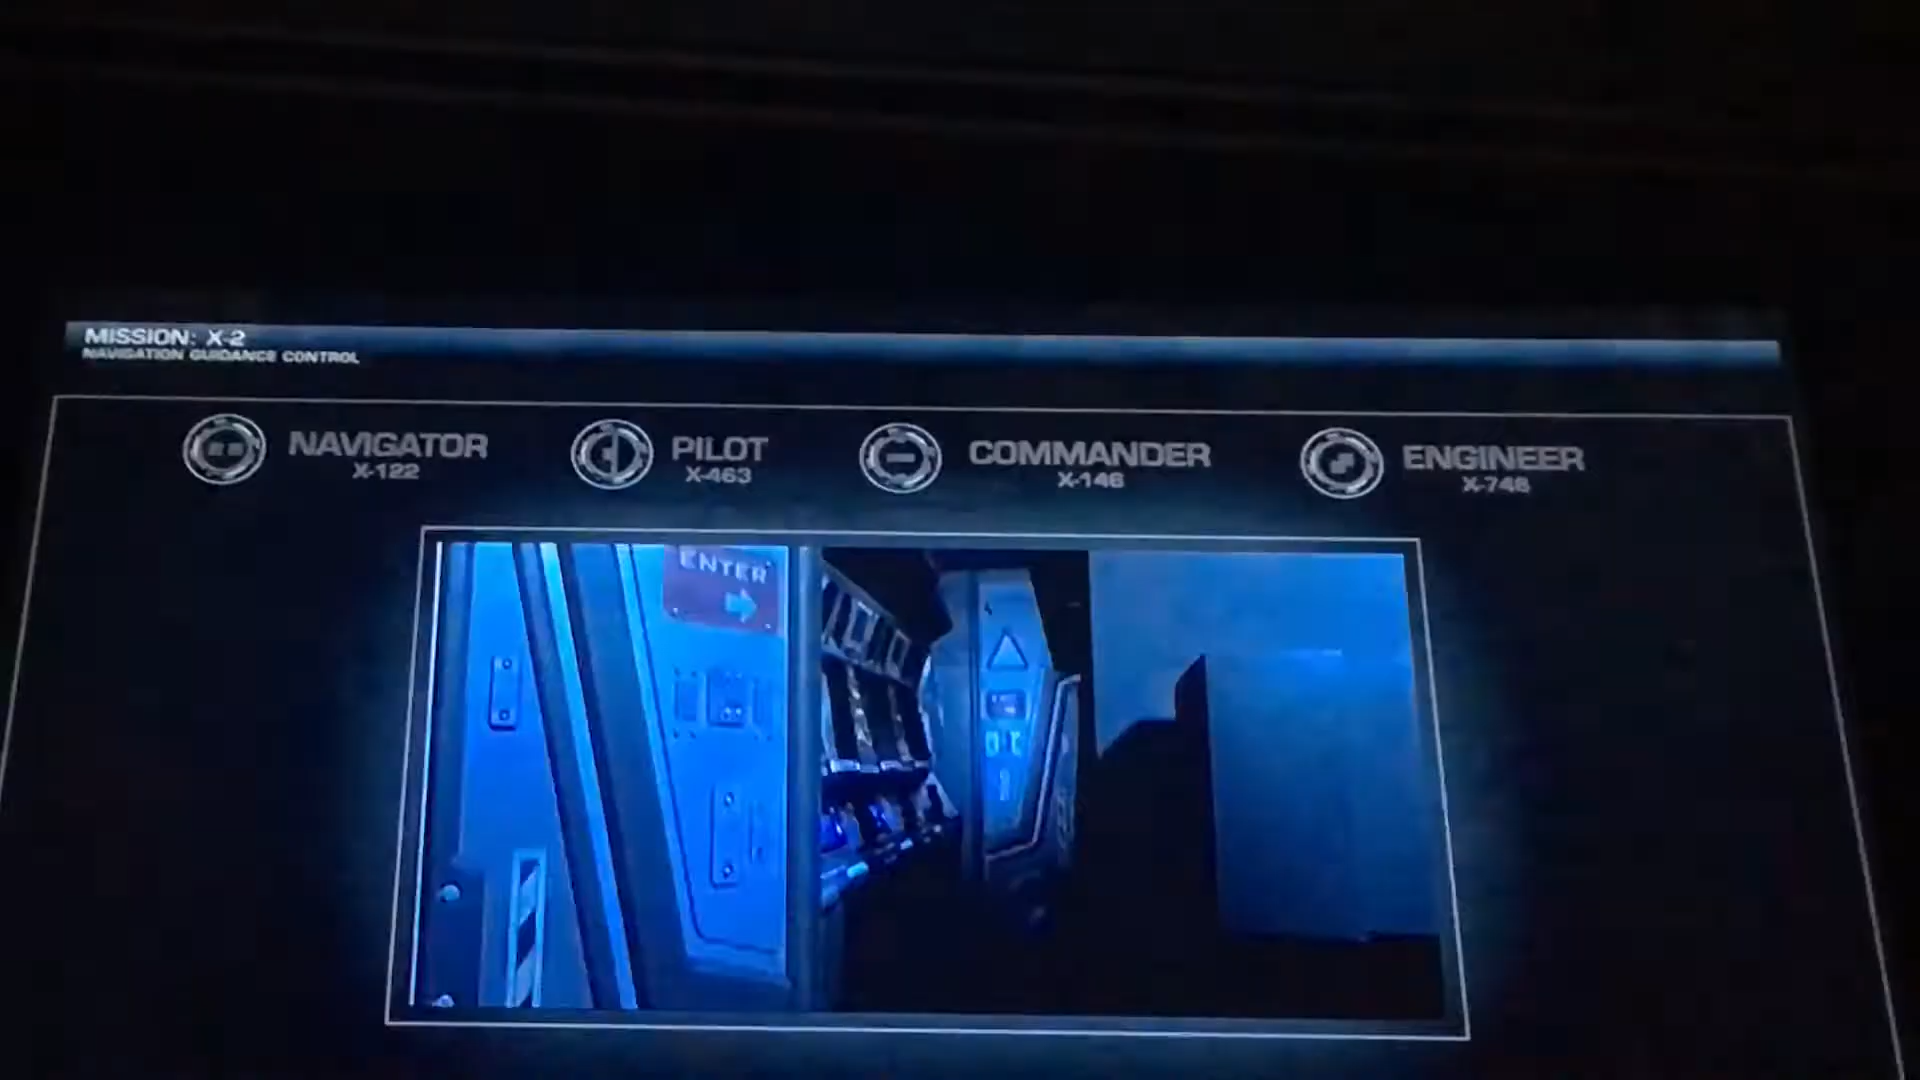 MISSION: X-2
NAVIGATION GUIDANCE CONTROL
NAVIGATOR
X-122
PILOT
X-463
COMMANDER
X-146
ENGINEER
X-746
ENTER